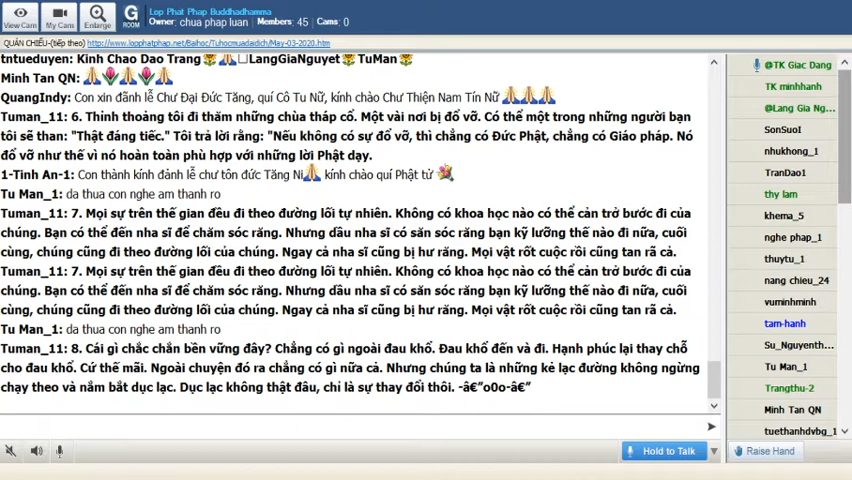 Lop Phat Phap Buddhadhamma
Owner: chua phap luan Members: 45 Cams: 0
View Cam
My Cams
Enlarge
G
ROOM
QUÁN CHIẾU-(tiếp theo) http://www.lopphatphap.net/Baihoc/Tuhocmuadaidich/May-03-2020.htm
tntueduyen: Kinh Chao Dao Trang LangGiaNguyet TuMan
Minh Tan QN:
QuangIndy: Con xin đãnh lễ Chư Đại Đức Tăng, quí Cô Tu Nữ, kính chào Chư Thiện Nam Tín Nữ
Tuman_11: 6. Thỉnh thoảng tôi đi thăm những chùa tháp cổ. Một vài nơi bị đổ vỡ. Có thể một trong những người bạn
tôi sẽ than: "Thật đáng tiếc." Tôi trả lời rằng: "Nếu không có sự đổ vỡ, thì chẳng có Đức Phật, chẳng có Giáo pháp. Nó
đổ vỡ như thế vì nó hoàn toàn phù hợp với những lời Phật dạy.
1-Tinh An-1: Con thành kính đảnh lễ chư tôn đức Tăng Ni kính chào quí Phật tử
Tu Man_1: da thua con nghe am thanh ro
Tuman_11: 7. Mọi sự trên thế gian đều đi theo đường lối tự nhiên. Không có khoa học nào có thể cản trở bước đi của
chúng. Bạn có thể đến nha sĩ để chăm sóc răng. Nhưng dầu nha sĩ có săn sóc răng bạn kỹ lưỡng thế nào đi nữa, cuối
cùng, chúng cũng đi theo đường lối của chúng. Ngay cả nha sĩ cũng bị hư răng. Mọi vật rốt cuộc rồi cũng tan rã cả.
Tuman_11: 7. Mọi sự trên thế gian đều đi theo đường lối tự nhiên. Không có khoa học nào có thể cản trở bước đi của
chúng. Bạn có thể đến nha sĩ để chăm sóc răng. Nhưng dầu nha sĩ có săn sóc răng bạn kỹ lưỡng thế nào đi nữa, cuối
cùng, chúng cũng đi theo đường lối của chúng. Ngay cả nha sĩ cũng bị hư răng. Mọi vật rốt cuộc rồi cũng tan rã cả.
Tu Man_1: da thua con nghe am thanh ro
Tuman_11: 8. Cái gì chắc chắn bền vững đây? Chẳng có gì ngoài đau khổ. Đau khổ đến và đi. Hạnh phúc lại thay chỗ
cho đau khổ. Cứ thế mãi. Ngoài chuyện đó ra chẳng có gì nữa cả. Nhưng chúng ta là những kẻ lạc đường không ngừng
chạy theo và nắm bắt dục lạc. Dục lạc không thật đâu, chỉ là sự thay đổi thôi. -â€”o0o-â€”
Hold to Talk
@TK Giac Dang
TK minhhanh
@Lang Gia Ng...
SonSuoI
nhukhong_1
TranDao1
thy lam
khema_5
nghe phap_1
thuytu_1
nang chieu_24
vuminhminh
tam-hanh
Su_Nguyenth...
Tu Man_1
Trangthu-2
Minh Tan QN
tuethanhdvbg_1
Raise Hand